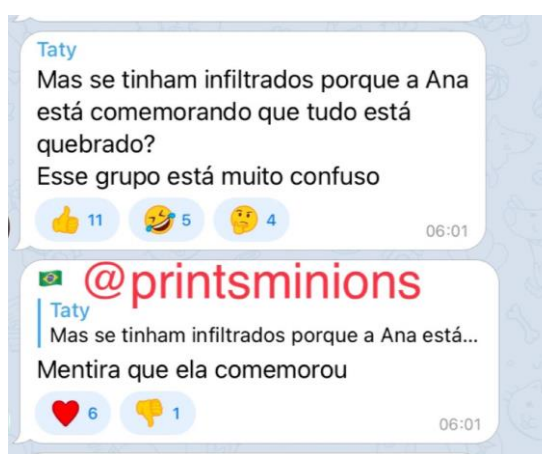 Taty
Mas se tinham infiltrados porque a Ana
está comemorando que tudo está
quebrado?
Esse grupo está muito confuso
11 5 4 06:01
@printsminions
Taty
Mas se tinham infiltrados porque a Ana está...
Mentira que ela comemorou
6 1 06:01